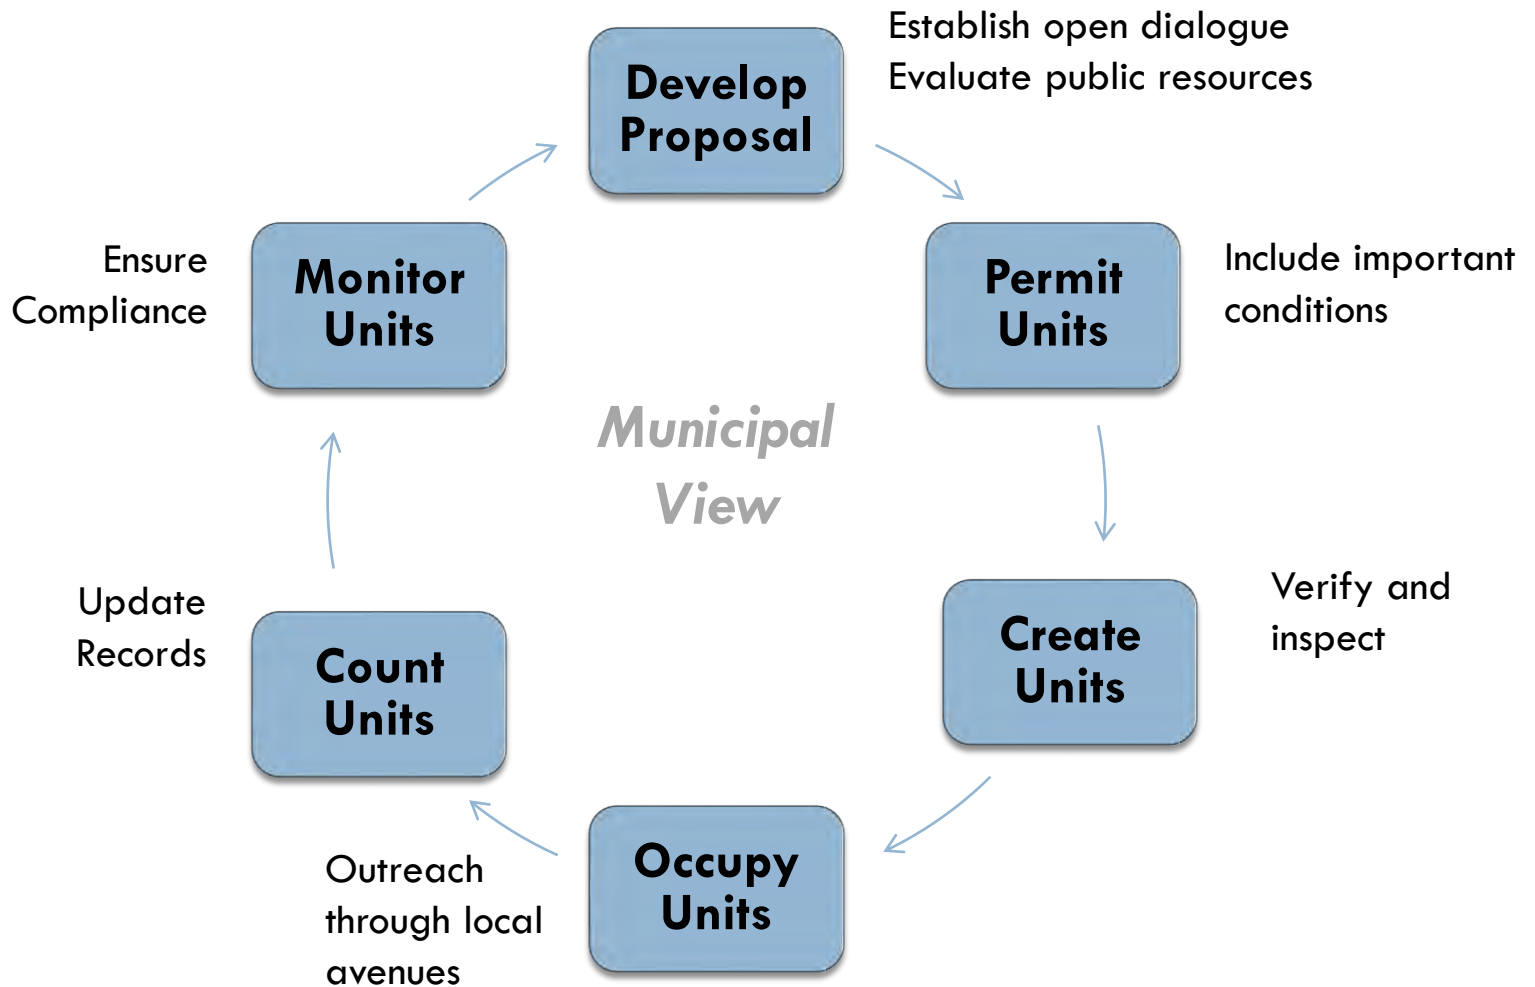 Develop
Proposal
Establish open dialogue
Evaluate public resources
Permit
Units
Include important
conditions
Create
Units
Verify and
inspect
Occupy
Units
Outreach
through local
avenues
Count
Units
Update
Records
Monitor
Units
Ensure
Compliance
Municipal
View